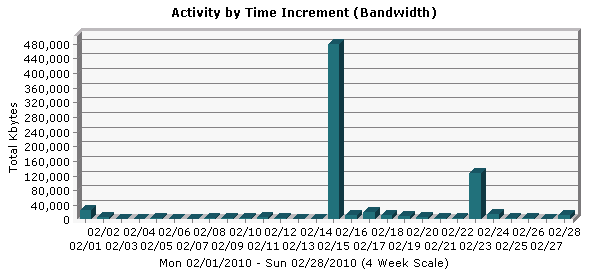 Activity by Time Increment (Bandwidth)
Total Kbytes
480,000
440,000
400,000
360,000
320,000
280,000
240,000
200,000
160,000
120,000
80,000
40,000
0
02/02 02/04 02/06 02/08 02/10 02/12 02/14 02/16 02/18 02/20 02/22 02/24 02/26 02/28
02/01 02/03 02/05 02/07 02/09 02/11 02/13 02/15 02/17 02/19 02/21 02/23 02/25 02/27
Mon 02/01/2010 - Sun 02/28/2010 (4 Week Scale)